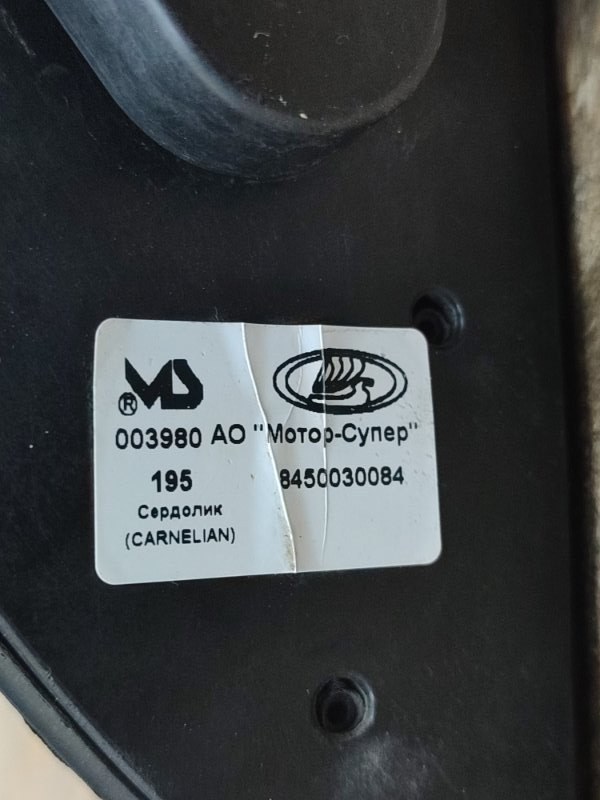 MS
®
003980 АО "Мотор-Супер"
195 8450030084
Сердолик
(CARNELIAN)